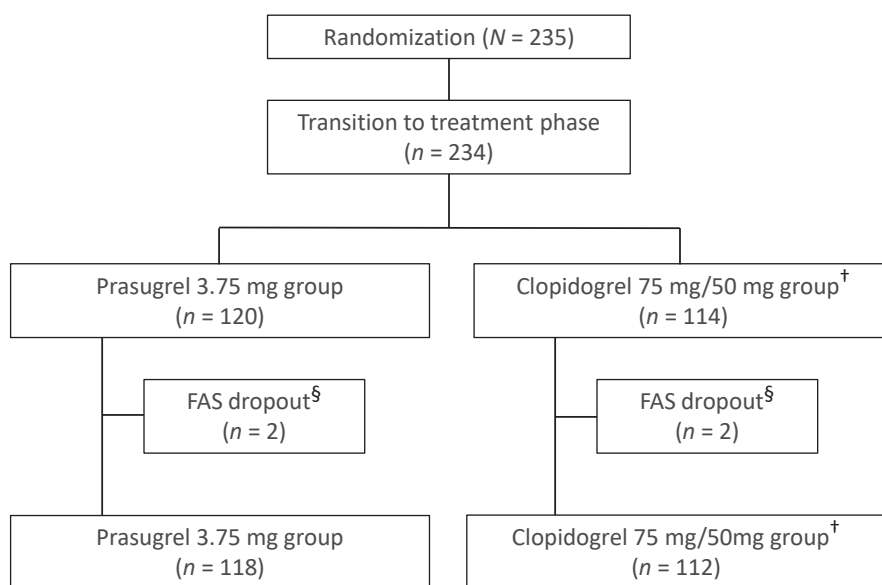 Randomization (N = 235)
Transition to treatment phase
(n = 234)
Prasugrel 3.75 mg group
(n = 120)
Clopidogrel 75 mg/50 mg group†
(n = 114)
FAS dropout§
(n = 2)
FAS dropout§
(n = 2)
Prasugrel 3.75 mg group
(n = 118)
Clopidogrel 75 mg/50mg group†
(n = 112)